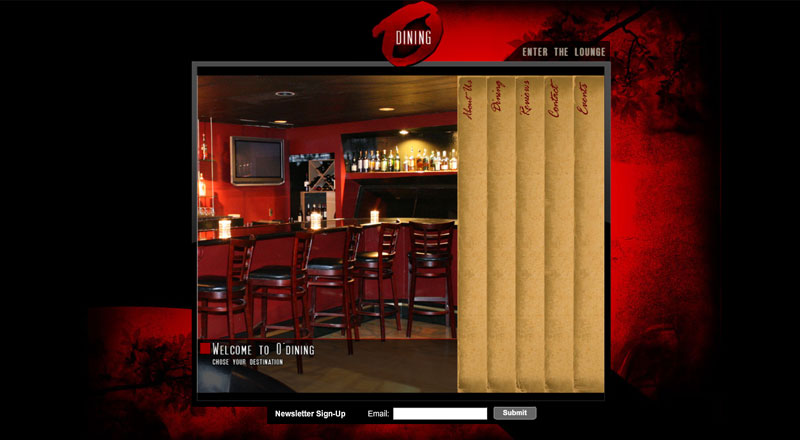 DINING
ENTER THE LOUNGE
About Us
Dining
Reviews
Contact
Events
WELCOME TO O'DINING
CHOSE YOUR DESTINATION
Newsletter Sign-Up Email: Submit